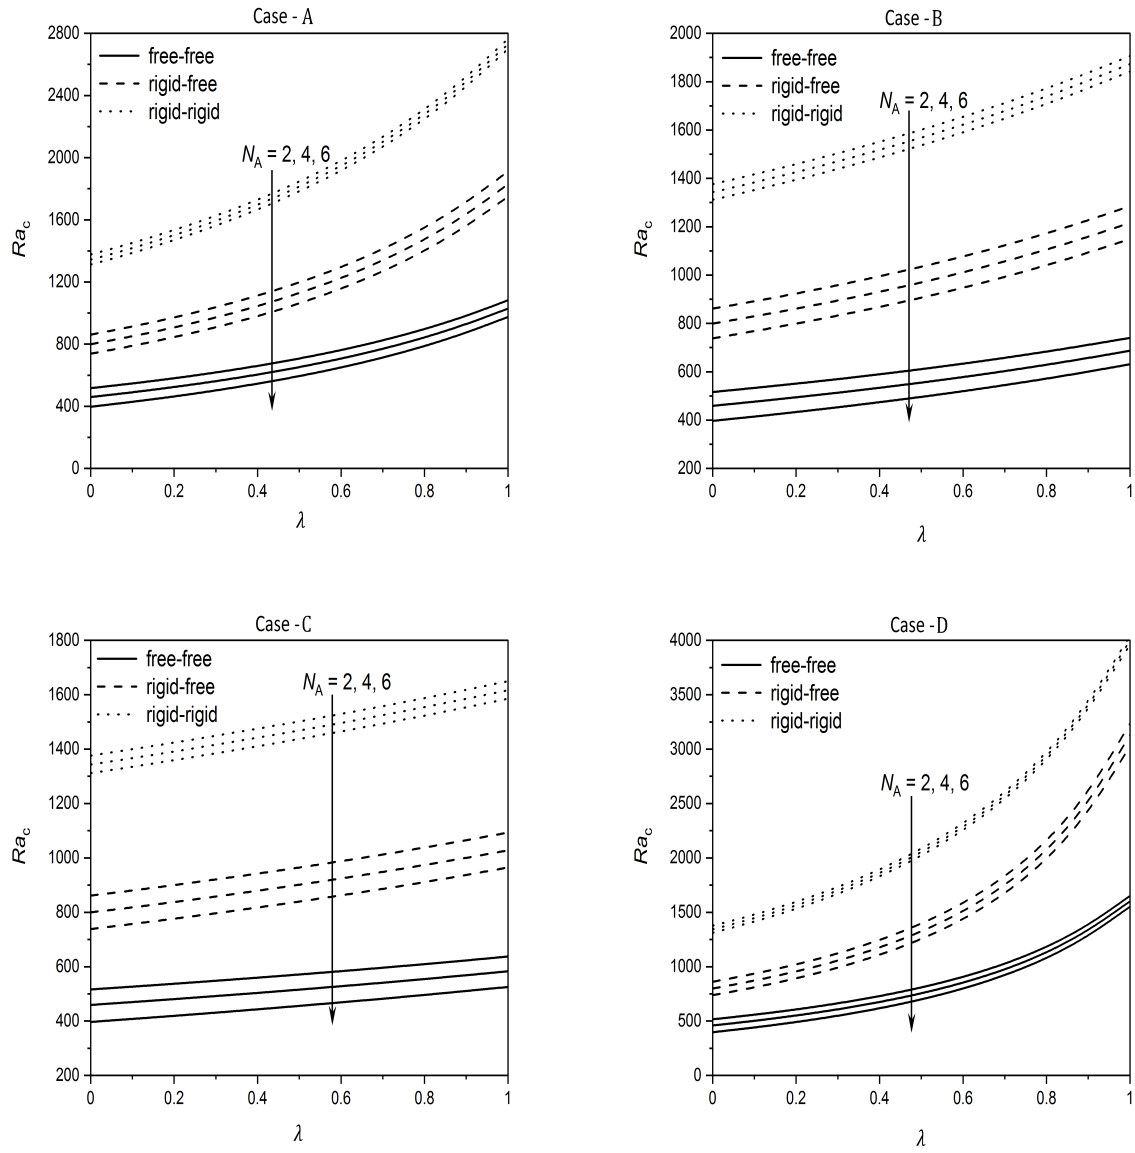 Case - A
2800
2400
2000
1600
1200
800
400
0
Ra_c
free-free
rigid-free
rigid-rigid
N_A = 2, 4, 6
0 0.2 0.4 0.6 0.8 1
λ
Case -B
2000
1800
1600
1400
1200
1000
800
600
400
200
Ra_c
free-free
rigid-free
rigid-rigid
N_A = 2, 4, 6
0 0.2 0.4 0.6 0.8 1
λ
Case -C
1800
1600
1400
1200
1000
800
600
400
200
Ra_c
free-free
rigid-free
rigid-rigid
N_A = 2, 4, 6
0 0.2 0.4 0.6 0.8 1
λ
Case -D
4000
3500
3000
2500
2000
1500
1000
500
0
Ra_c
free-free
rigid-free
rigid-rigid
N_A = 2, 4, 6
0 0.2 0.4 0.6 0.8 1
λ